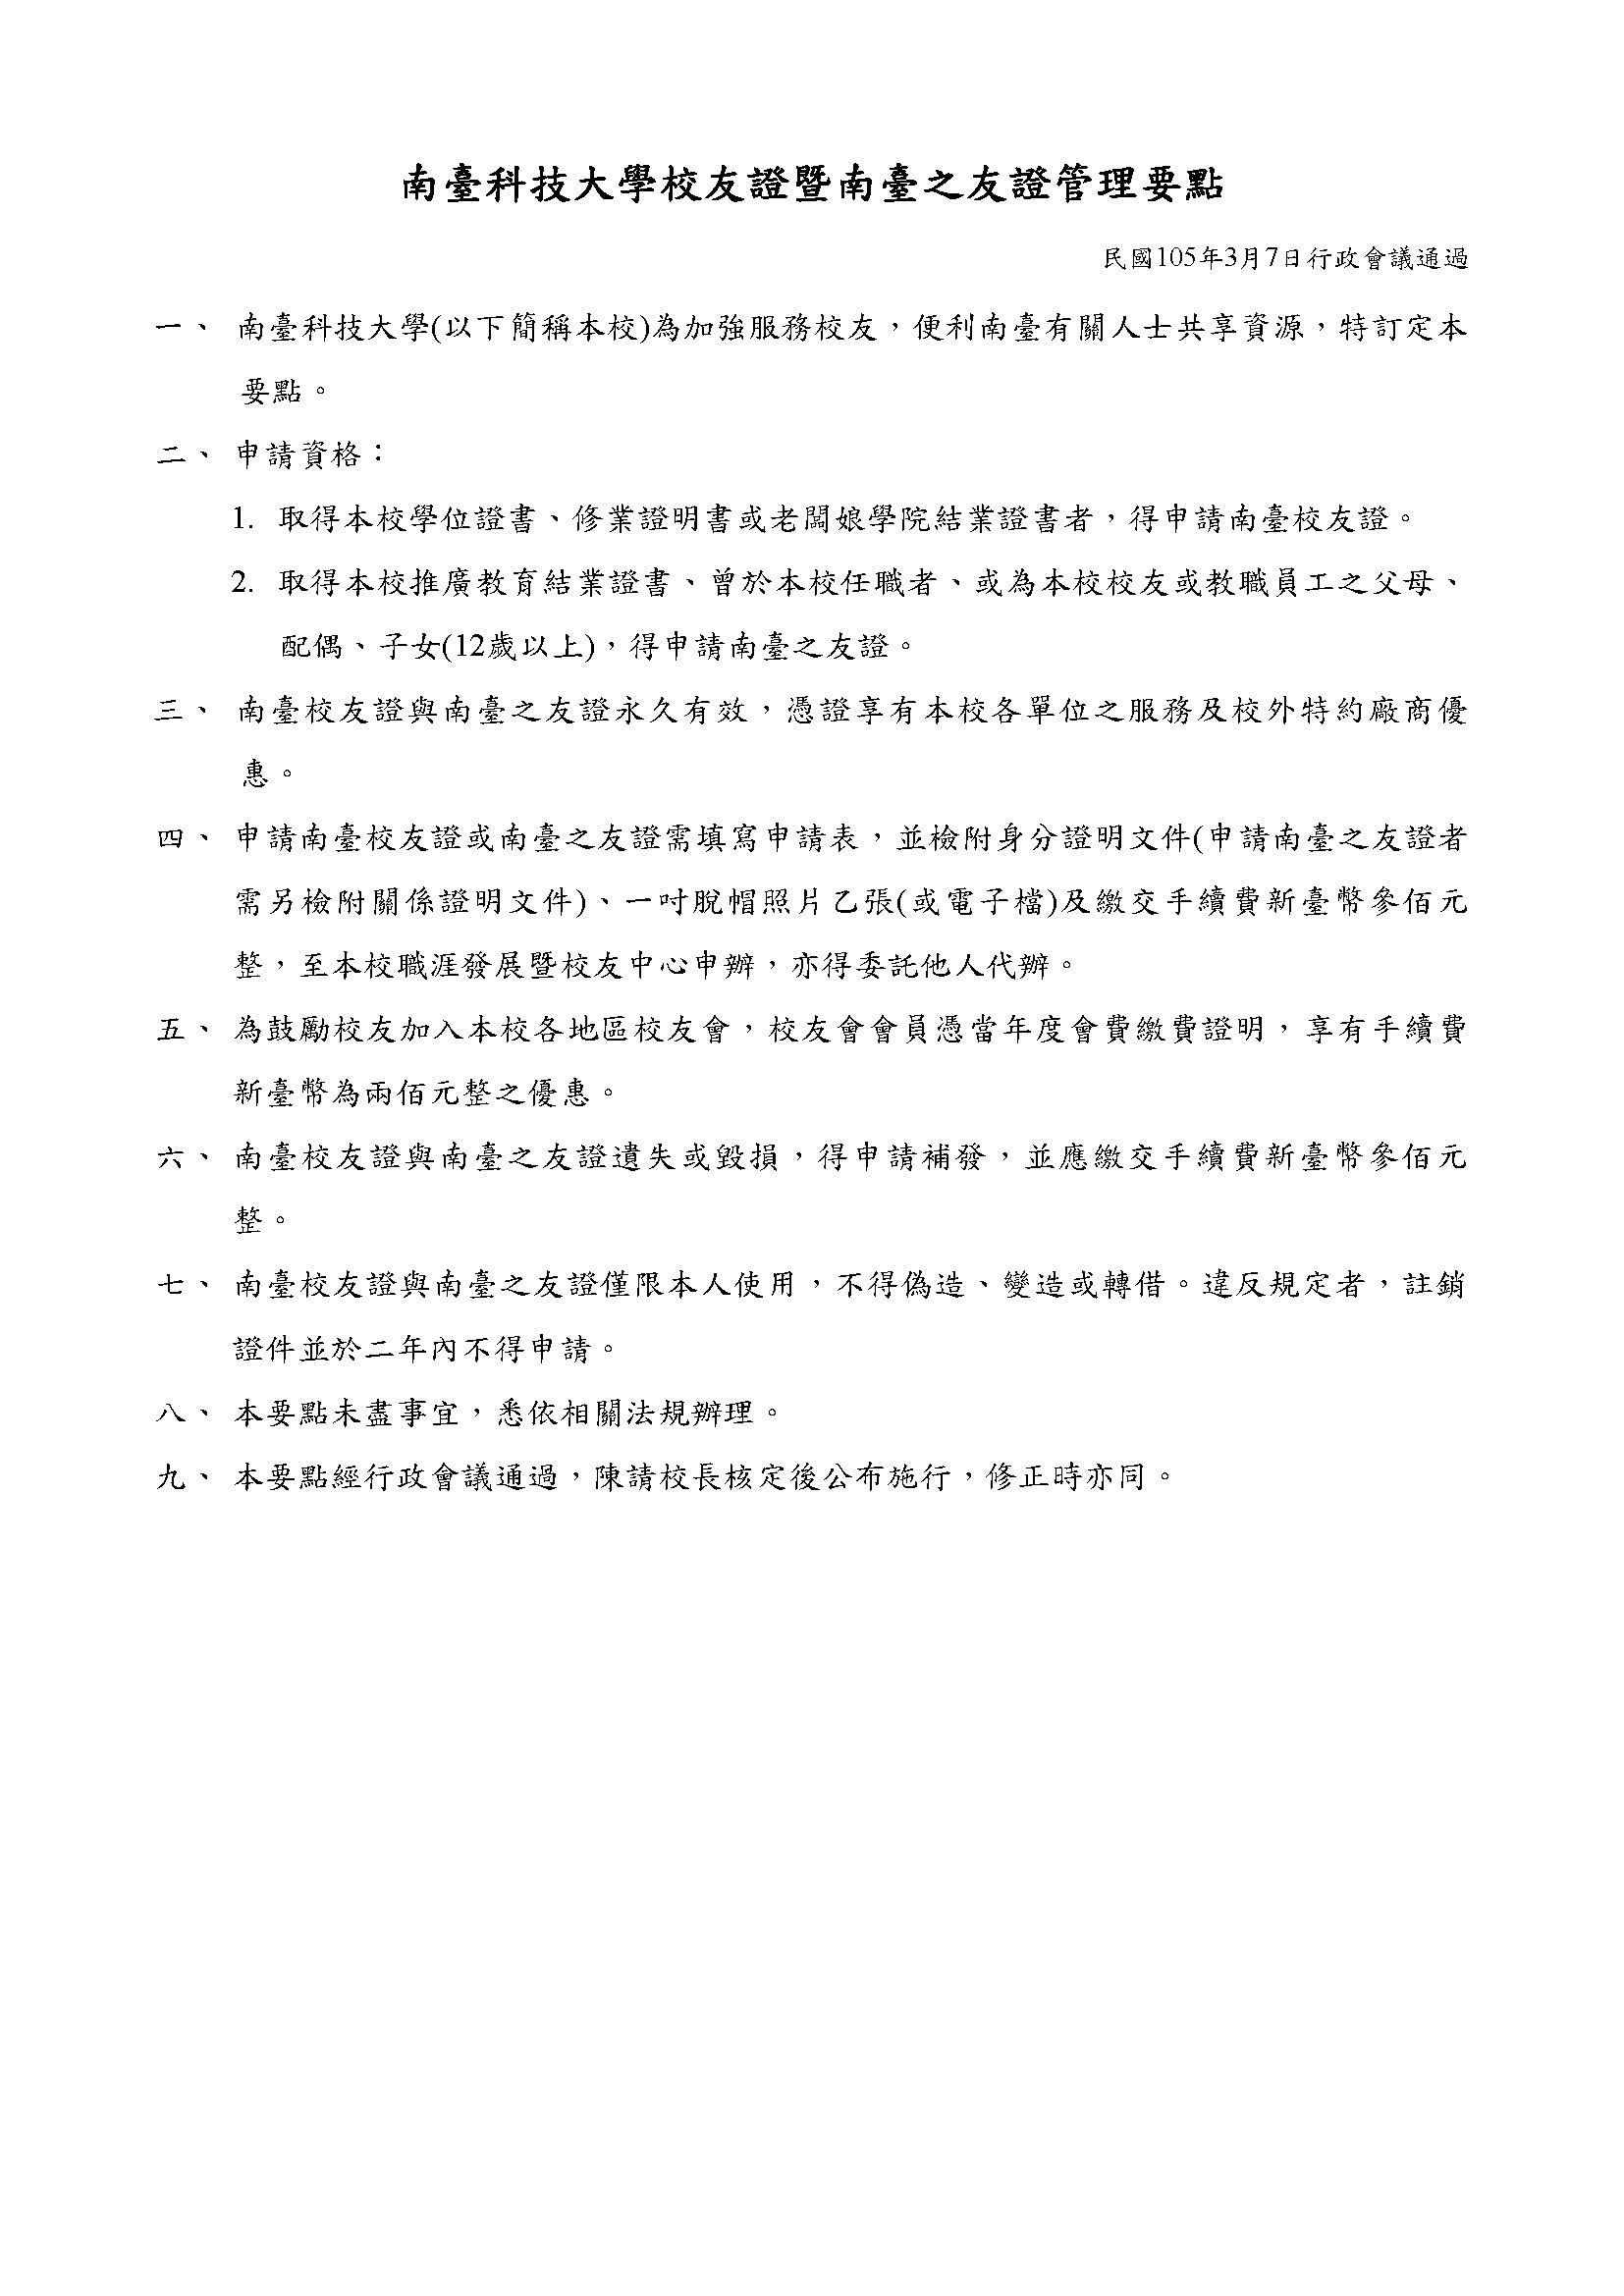 南臺科技大學校友證暨南臺之友證管理要點
民國105年3月7日行政會議通過
一、 南臺科技大學(以下簡稱本校)為加強服務校友，便利南臺有關人士共享資源，特訂定本
要點。
二、 申請資格：
1. 取得本校學位證書、修業證明書或老闆娘學院結業證書者，得申請南臺校友證。
2. 取得本校推廣教育結業證書、曾於本校任職者、或為本校校友或教職員工之父母、
配偶、子女(12歲以上)，得申請南臺之友證。
三、 南臺校友證與南臺之友證永久有效，憑證享有本校各單位之服務及校外特約廠商優
惠。
四、 申請南臺校友證或南臺之友證需填寫申請表，並檢附身分證明文件(申請南臺之友證者
需另檢附關係證明文件)、一吋脫帽照片乙張(或電子檔)及繳交手續費新臺幣參佰元
整，至本校職涯發展暨校友中心申辦，亦得委託他人代辦。
五、 為鼓勵校友加入本校各地區校友會，校友會會員憑當年度會費繳費證明，享有手續費
新臺幣為兩佰元整之優惠。
六、 南臺校友證與南臺之友證遺失或毀損，得申請補發，並應繳交手續費新臺幣參佰元
整。
七、 南臺校友證與南臺之友證僅限本人使用，不得偽造、變造或轉借。違反規定者，註銷
證件並於二年內不得申請。
八、 本要點未盡事宜，悉依相關法規辦理。
九、 本要點經行政會議通過，陳請校長核定後公布施行，修正時亦同。